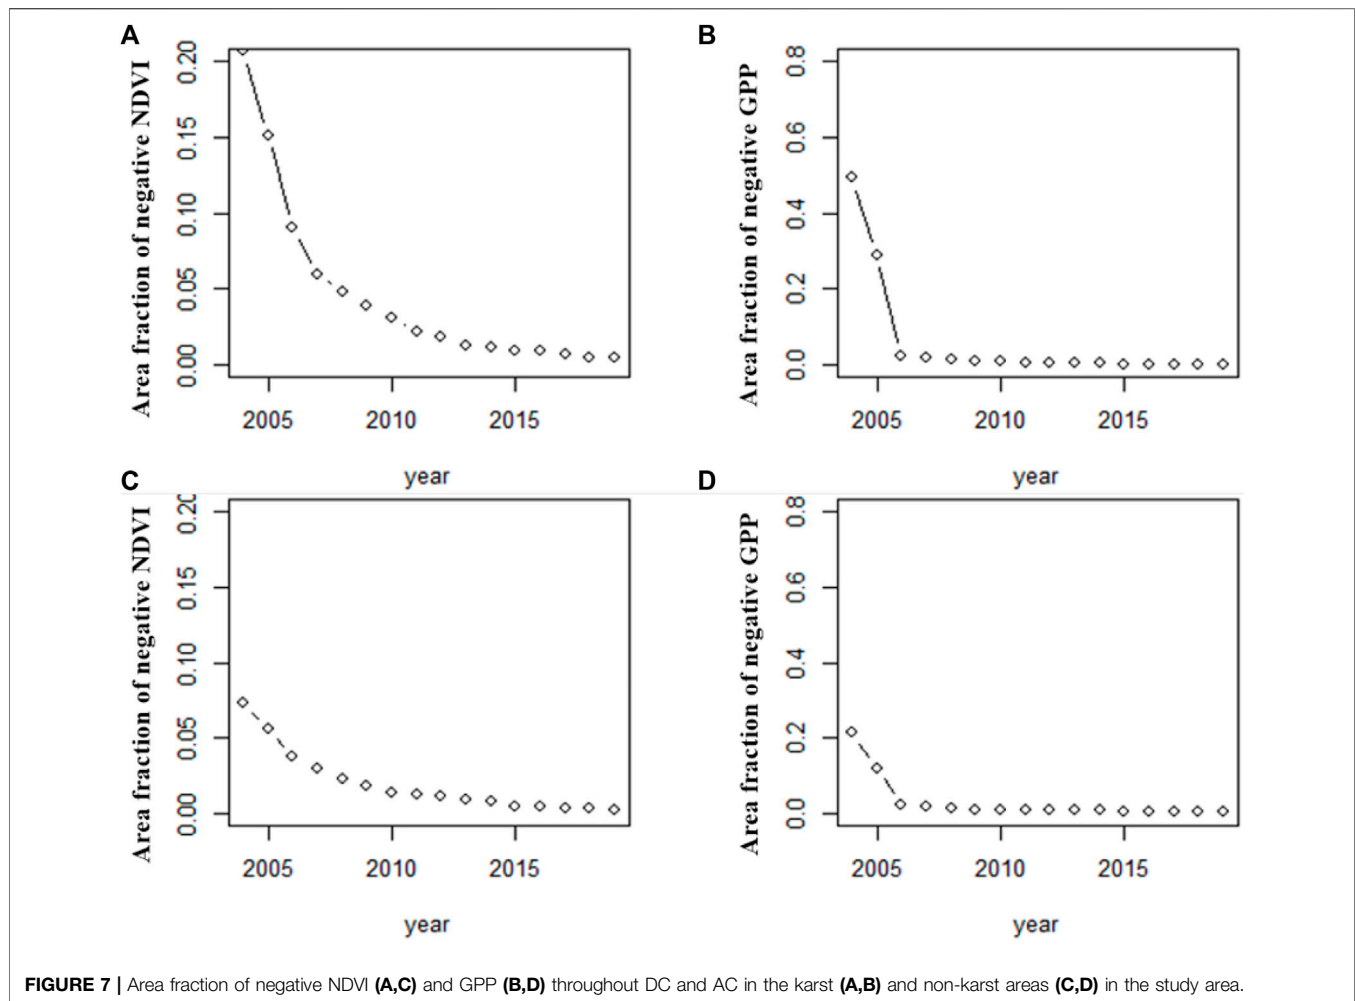 A
Area fraction of negative NDVI
0.20
0.15
0.10
0.05
0.00
2005 2010 2015
year
B
Area fraction of negative GPP
0.8
0.6
0.4
0.2
0.0
2005 2010 2015
year
C
Area fraction of negative NDVI
0.20
0.15
0.10
0.05
0.00
2005 2010 2015
year
D
Area fraction of negative GPP
0.8
0.6
0.4
0.2
0.0
2005 2010 2015
year
FIGURE 7 | Area fraction of negative NDVI (A,C) and GPP (B,D) throughout DC and AC in the karst (A,B) and non-karst areas (C,D) in the study area.